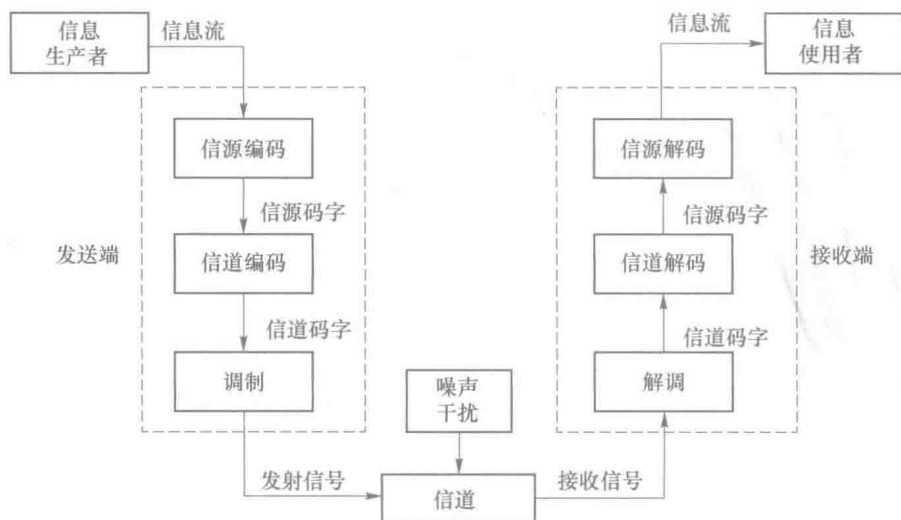 信息
生产者
信息流
信源编码
信源码字
发送端
信道编码
信道码字
调制
发射信号
噪声
干扰
信道
接收信号
解调
信道码字
信道解码
接收端
信源码字
信源解码
信息流
信息
使用者